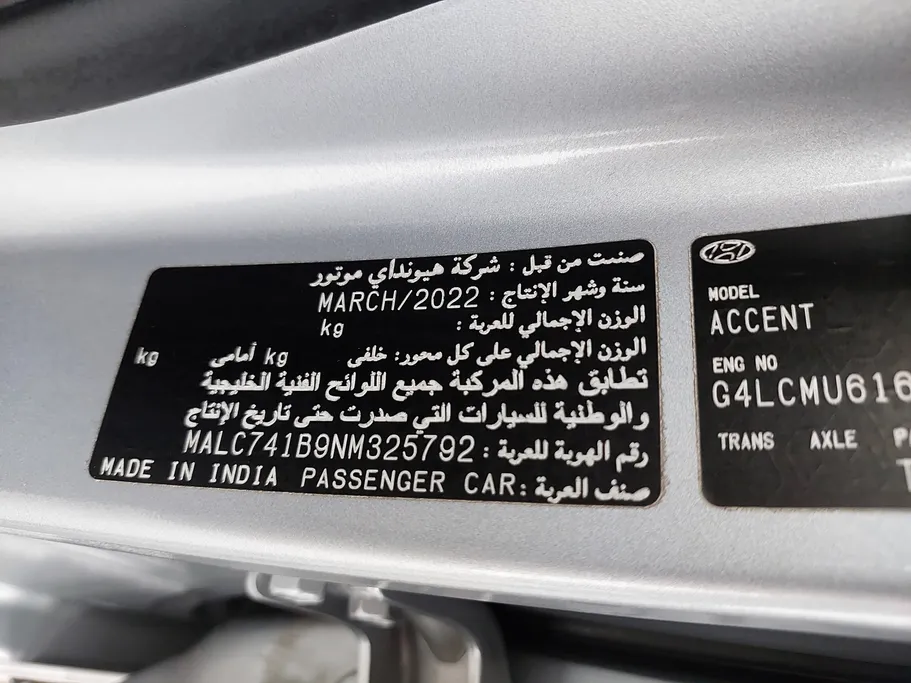 صنعت من قبل : شركة هيونداي موتور
سنة وشهر الإنتاج : MARCH/2022
الوزن الإجمالي للعربة : kg
الوزن الإجمالي على كل محور: خلفى kg أمامى kg
تطابق هذه المركبة جميع اللوائح الفنية الخليجية
والوطنية للسيارات التي صدرت حتى تاريخ الإنتاج
رقم الهوية للعربة : MALC741B9NM325792
صنف العربة : PASSENGER CAR MADE IN INDIA
MODEL
ACCENT
ENG NO
G4LCMU616
TRANS AXLE